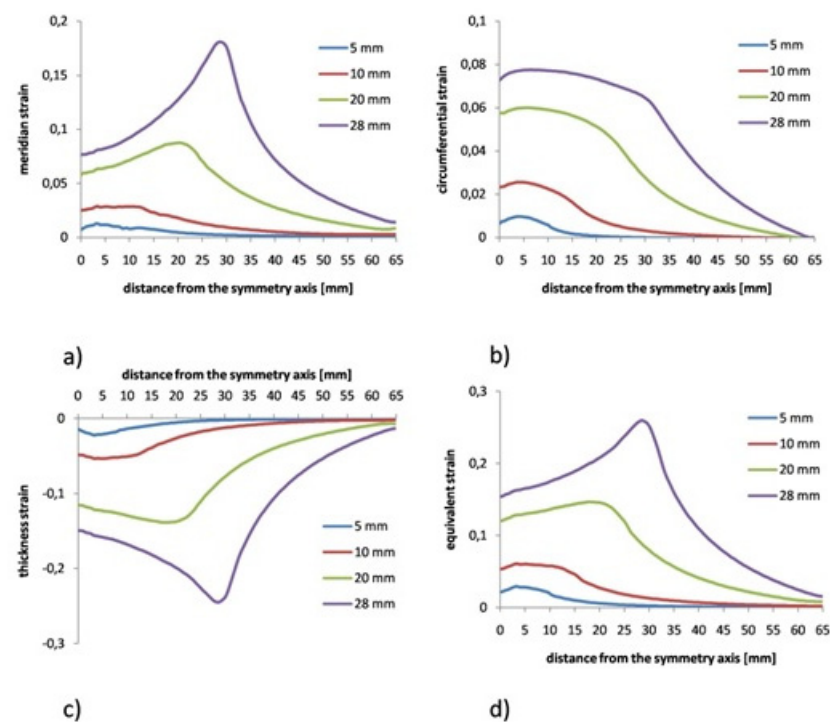 0,2
0,15
0,1
0,05
0
meridian strain
5 mm
10 mm
20 mm
28 mm
0 5 10 15 20 25 30 35 40 45 50 55 60 65
distance from the symmetry axis [mm]
a)
0,1
0,08
0,06
0,04
0,02
0
circumferential strain
5 mm
10 mm
20 mm
28 mm
0 5 10 15 20 25 30 35 40 45 50 55 60 65
distance from the symmetry axis [mm]
b)
distance from the symmetry axis [mm]
0 5 10 15 20 25 30 35 40 45 50 55 60 65
0
-0,1
-0,2
-0,3
thickness strain
5 mm
10 mm
20 mm
28 mm
c)
0,3
0,2
0,1
0
equivalent strain
5 mm
10 mm
20 mm
28 mm
0 5 10 15 20 25 30 35 40 45 50 55 60 65
distance from the symmetry axis [mm]
d)